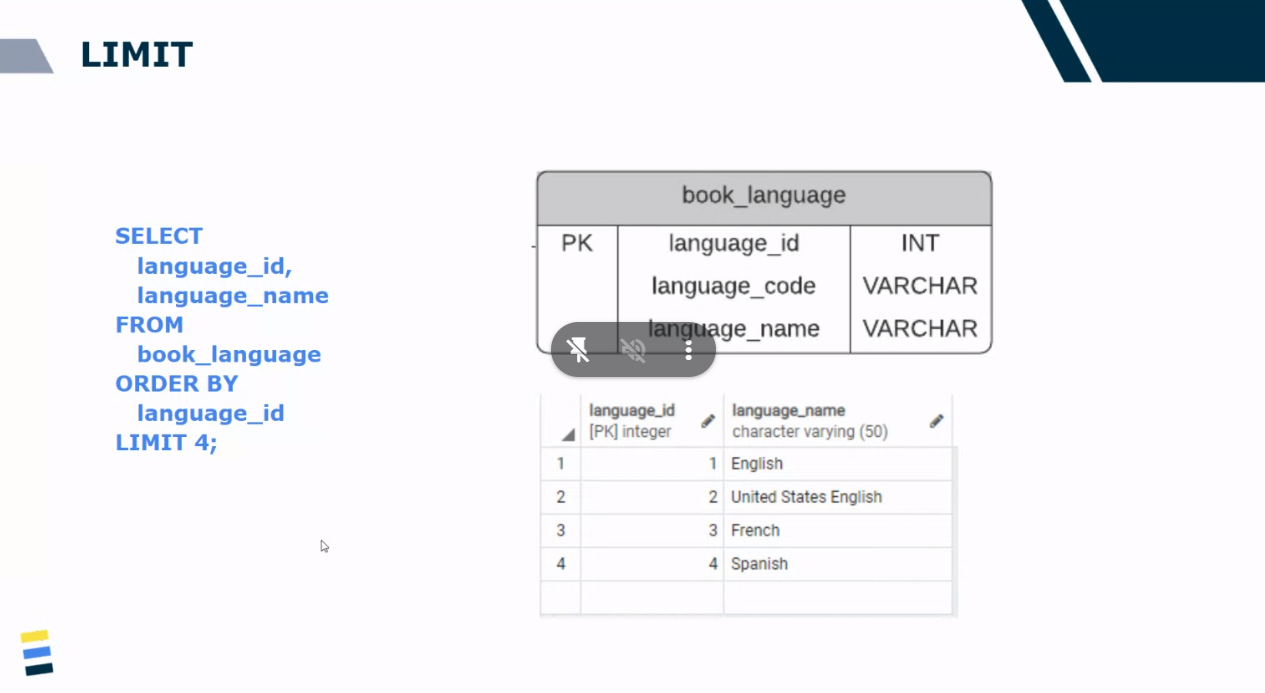 LIMIT
SELECT
language_id,
language_name
FROM
book_language
ORDER BY
language_id
LIMIT 4;
book_language
PK language_id INT
language_code VARCHAR
language_name VARCHAR
language_id language_name
[PK] integer character varying (50)
1 1 English
2 2 United States English
3 3 French
4 4 Spanish